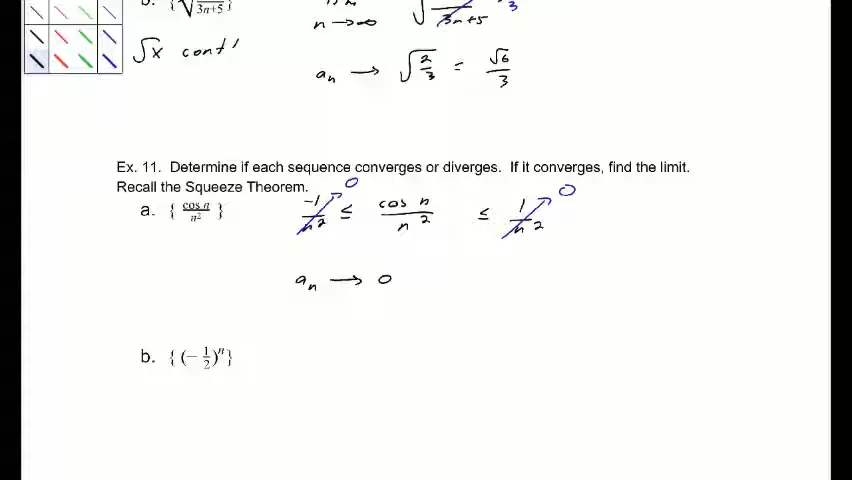 3n+5
√x cont'
n → ∞
3n+5
3
aₙ → √(2/3) = √6/3
Ex. 11. Determine if each sequence converges or diverges. If it converges, find the limit.
Recall the Squeeze Theorem.
a. { cos n / n² } -1/n² → 0 ≤ cos n / n² ≤ 1/n² → 0
aₙ → 0
b. { (− 1/2)ⁿ }